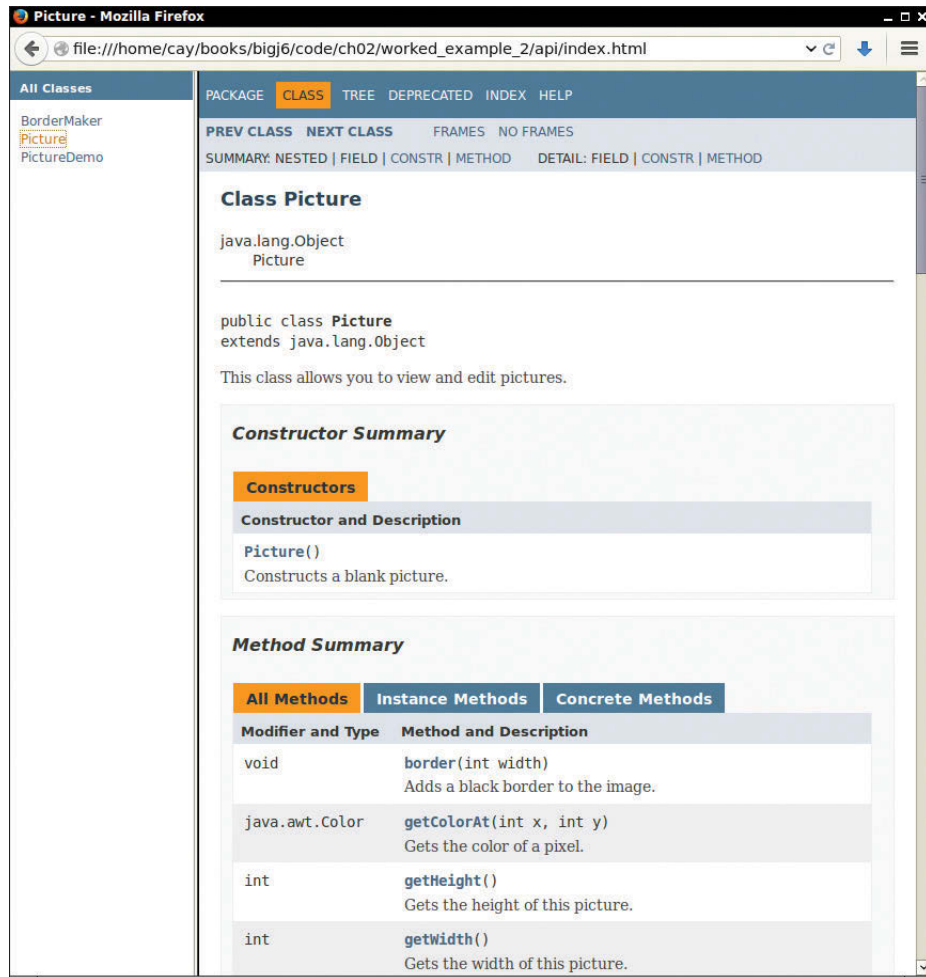 Picture - Mozilla Firefox
file:///home/cay/books/bigj6/code/ch02/worked_example_2/api/index.html
All Classes
BorderMaker
Picture
PictureDemo
PACKAGE CLASS TREE DEPRECATED INDEX HELP
PREV CLASS NEXT CLASS FRAMES NO FRAMES
SUMMARY: NESTED | FIELD | CONSTR | METHOD DETAIL: FIELD | CONSTR | METHOD
Class Picture
java.lang.Object
Picture
public class Picture
extends java.lang.Object
This class allows you to view and edit pictures.
Constructor Summary
Constructors
Constructor and Description
Picture()
Constructs a blank picture.
Method Summary
All Methods Instance Methods Concrete Methods
Modifier and Type Method and Description
void border(int width)
Adds a black border to the image.
java.awt.Color getColorAt(int x, int y)
Gets the color of a pixel.
int getHeight()
Gets the height of this picture.
int getWidth()
Gets the width of this picture.